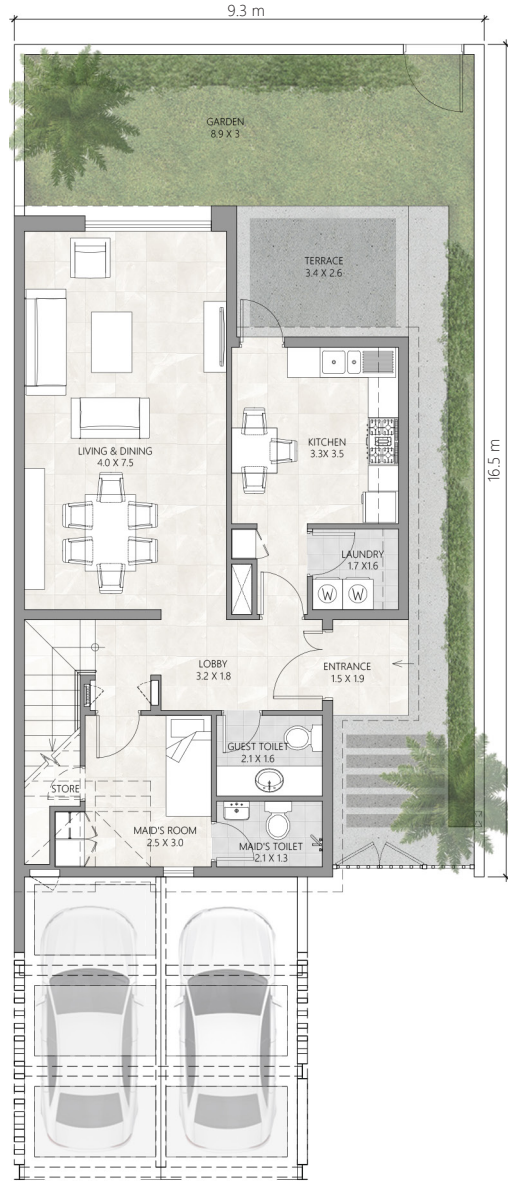 9.3 m
GARDEN
8.9 X 3
TERRACE
3.4 X 2.6
16.5 m
KITCHEN
3.3X 3.5
LIVING & DINING
4.0 X 7.5
LAUNDRY
1.7 X1.6
W
W
LOBBY
3.2 X 1.8
ENTRANCE
1.5 X 1.9
GUEST TOILET
2.1 X 1.6
STORE
MAID'S ROOM
2.5 X 3.0
MAID'S TOILET
2.1 X 1.3